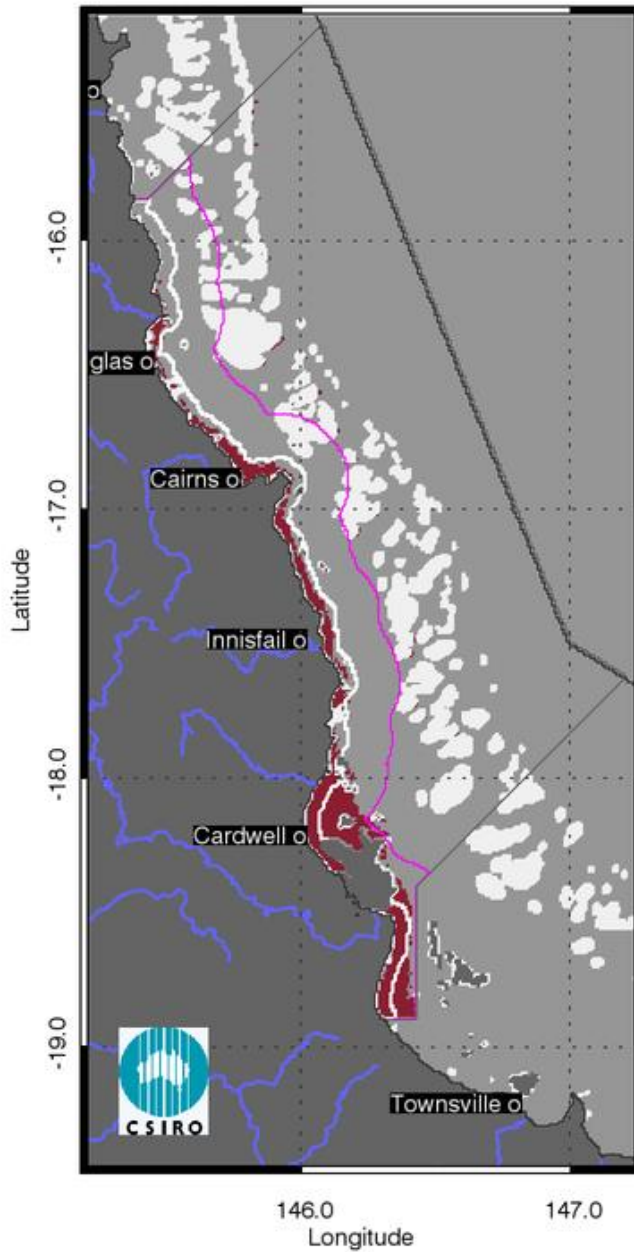 o
-16.0
glas o
Cairns o
-17.0
Latitude
Innisfail o
-18.0
Cardwell o
-19.0
CSIRO
Townsville o
146.0
147.0
Longitude